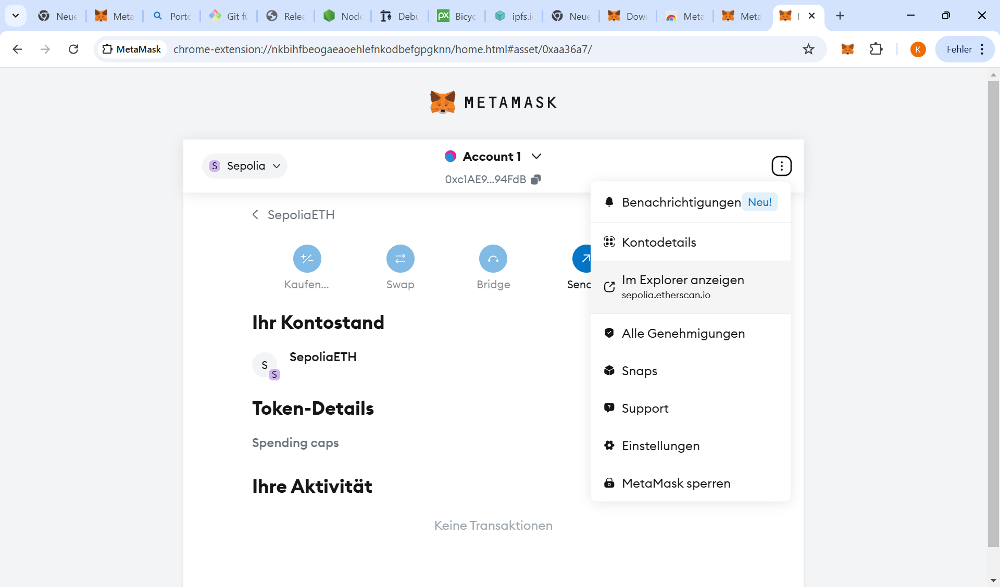 Neue
Meta
Porto
Git fü
Relea
Node
Debu
Bicyc
ipfs.i
Neue
Down
Meta
Meta
MetaMask
chrome-extension://nkbihfbeogaeaoehlefnkodbefgpgknn/home.html#asset/0xaa36a7/
K
Fehler
METAMASK
S Sepolia
Account 1
0xc1AE9...94FdB
Benachrichtigungen Neu!
SepoliaETH
Kontodetails
Kaufen...
Swap
Bridge
Send
Im Explorer anzeigen
sepolia.etherscan.io
Ihr Kontostand
Alle Genehmigungen
S
S
SepoliaETH
Snaps
Token-Details
Support
Spending caps
Einstellungen
Ihre Aktivität
MetaMask sperren
Keine Transaktionen